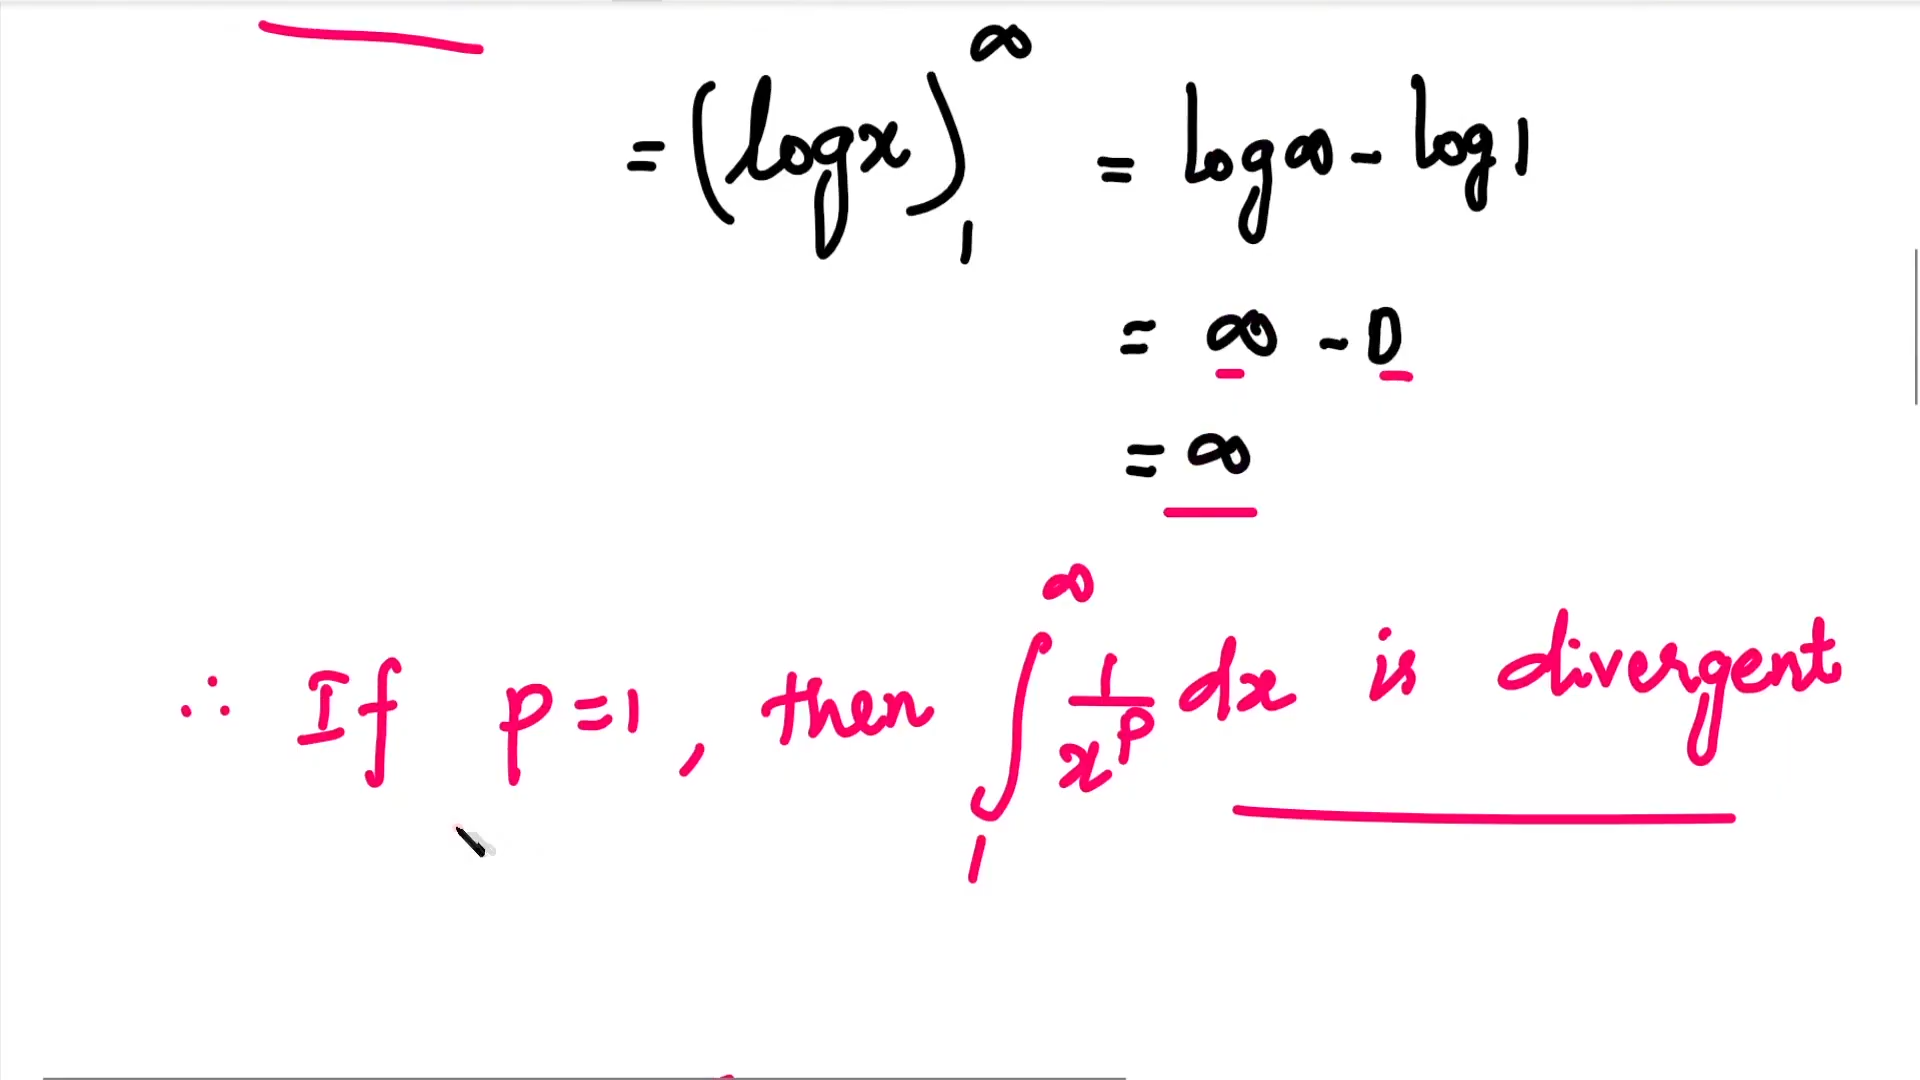 = (log x)₁^∞ = log ∞ - log 1
= ∞ - 0
= ∞
∴ If p=1, then ∫₁^∞ 1/x^p dx is divergent